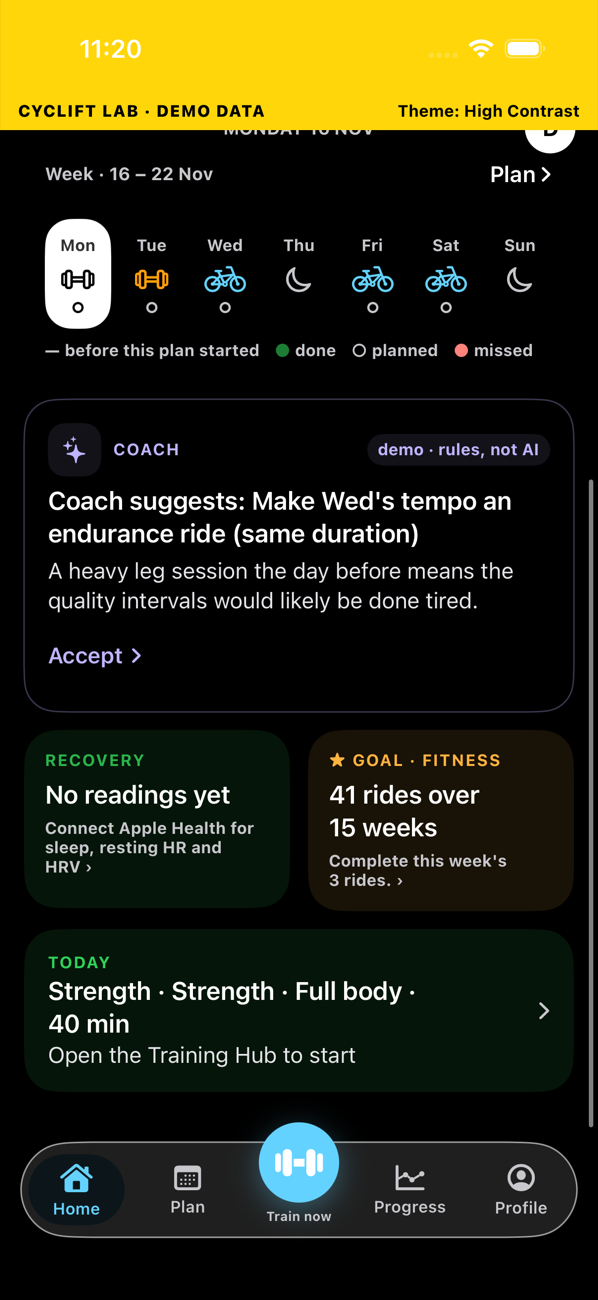 11:20
CYCLIFT LAB · DEMO DATA
Theme: High Contrast
MONDAY 16 NOV
D
Week · 16 – 22 Nov
Plan
Mon
Tue
Wed
Thu
Fri
Sat
Sun
— before this plan started
done
planned
missed
COACH
demo · rules, not AI
Coach suggests: Make Wed's tempo an
endurance ride (same duration)
A heavy leg session the day before means the
quality intervals would likely be done tired.
Accept
RECOVERY
No readings yet
Connect Apple Health for
sleep, resting HR and
HRV ›
GOAL · FITNESS
41 rides over
15 weeks
Complete this week's
3 rides. ›
TODAY
Strength · Strength · Full body ·
40 min
Open the Training Hub to start
Home
Plan
Train now
Progress
Profile